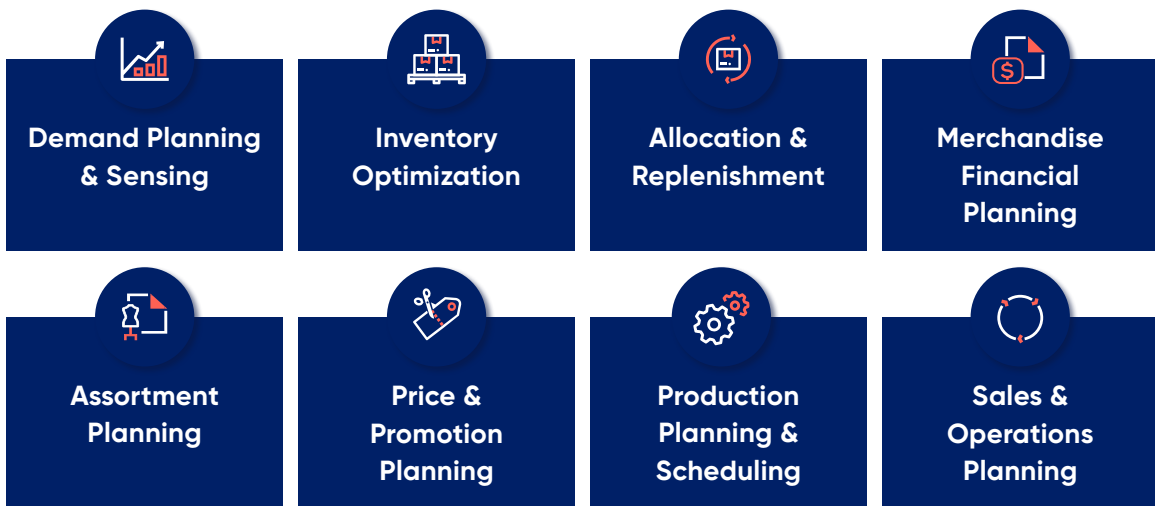 Demand Planning
& Sensing
Inventory
Optimization
Allocation &
Replenishment
Merchandise
Financial
Planning
Assortment
Planning
Price &
Promotion
Planning
Production
Planning &
Scheduling
Sales &
Operations
Planning